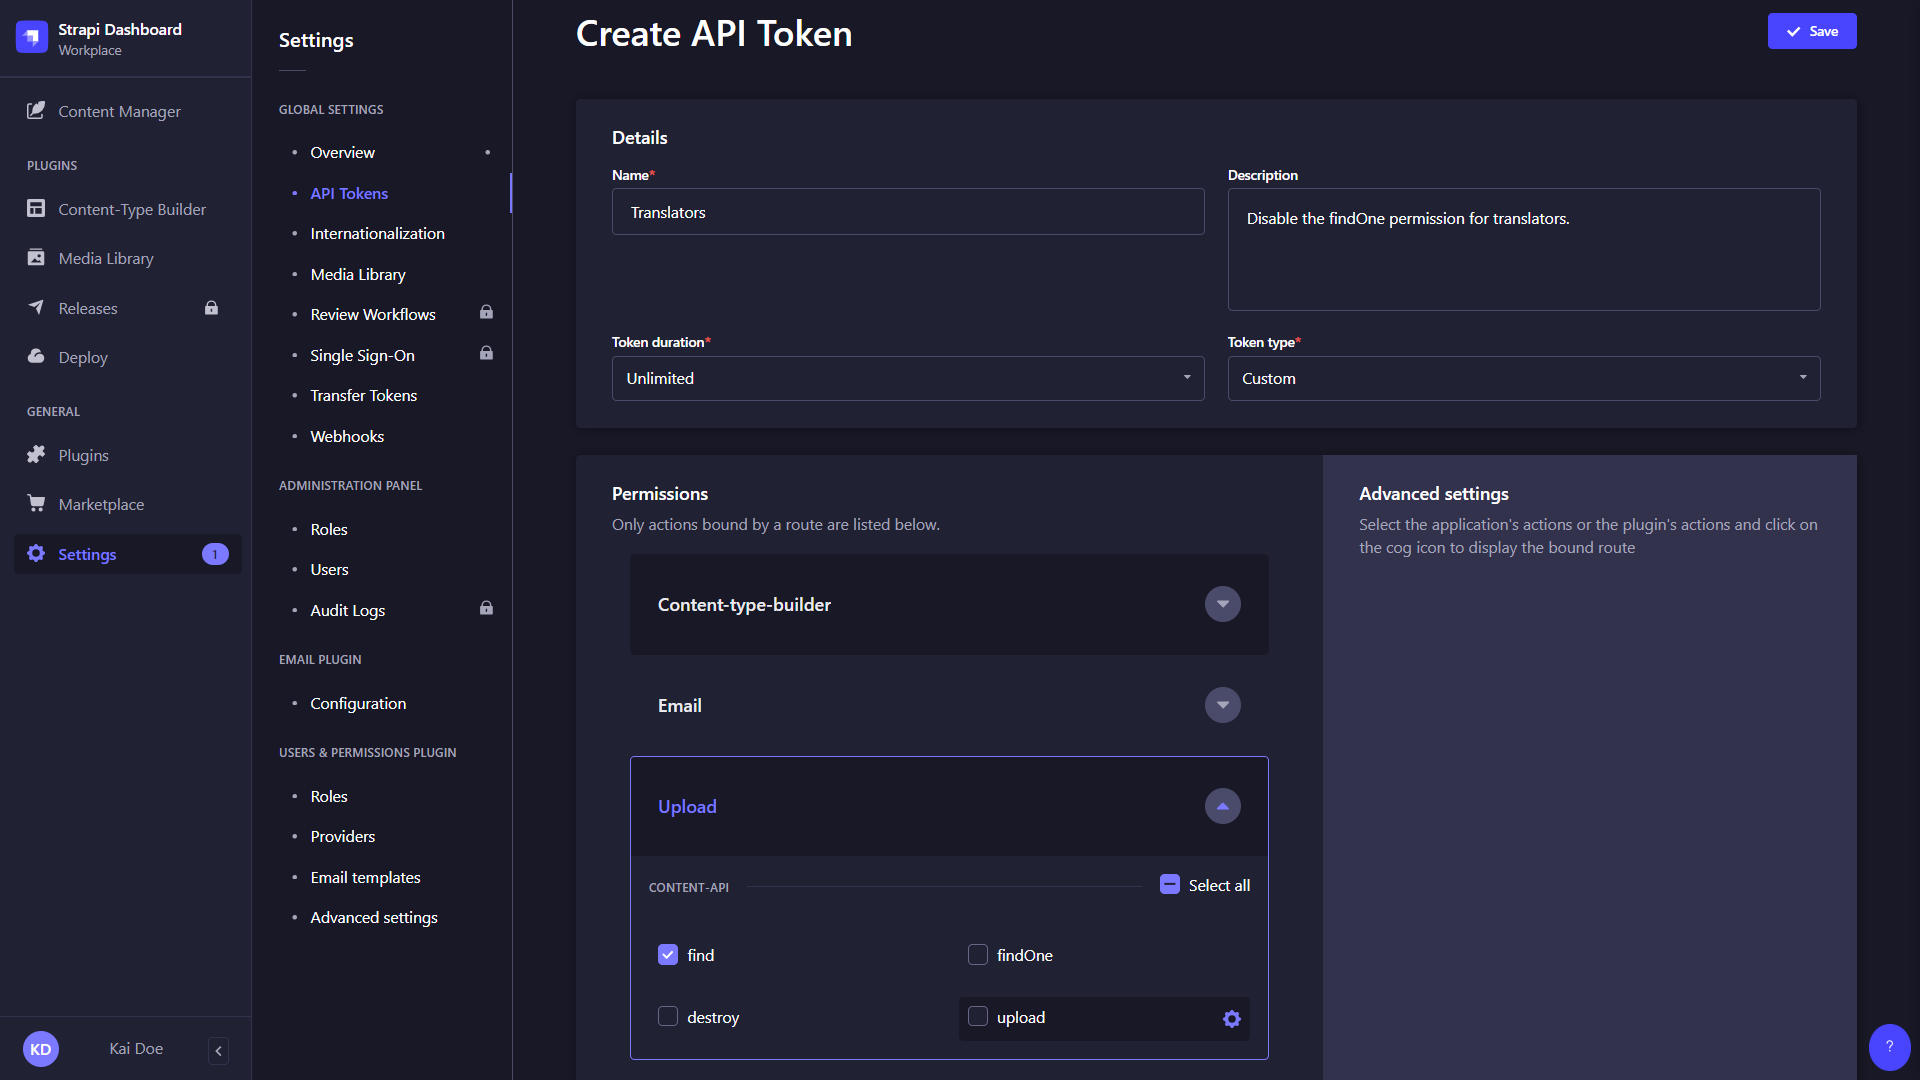 Strapi Dashboard
Workplace
Content Manager
PLUGINS
Content-Type Builder
Media Library
Releases
Deploy
GENERAL
Plugins
Marketplace
Settings
1
KD
Kai Doe
Settings
GLOBAL SETTINGS
Overview
API Tokens
Internationalization
Media Library
Review Workflows
Single Sign-On
Transfer Tokens
Webhooks
ADMINISTRATION PANEL
Roles
Users
Audit Logs
EMAIL PLUGIN
Configuration
USERS & PERMISSIONS PLUGIN
Roles
Providers
Email templates
Advanced settings
Create API Token
Save
Details
Name*
Translators
Description
Disable the findOne permission for translators.
Token duration*
Unlimited
Token type*
Custom
Permissions
Only actions bound by a route are listed below.
Content-type-builder
Email
Upload
CONTENT-API
Select all
find
findOne
destroy
upload
Advanced settings
Select the application's actions or the plugin's actions and click on
the cog icon to display the bound route
?